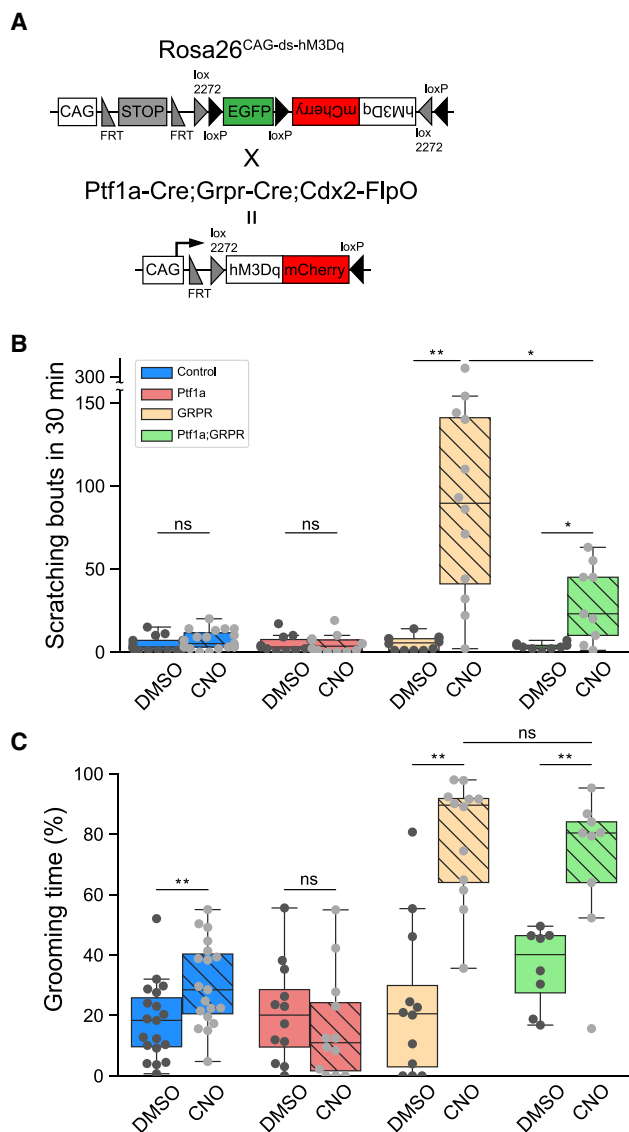 A
Rosa26CAG-ds-hM3Dq
lox
2272
loxP
CAG
STOP
EGFP
mCherry
hM3Dq
FRT
FRT
loxP
loxP
lox
2272
X
Ptf1a-Cre;Grpr-Cre;Cdx2-FlpO
=
lox
2272
loxP
CAG
hM3Dq
mCherry
FRT
B
Scratching bouts in 30 min
300
150
100
50
0
Control
Ptf1a
GRPR
Ptf1a;GRPR
ns
ns
**
*
*
DMSO
CNO
DMSO
CNO
DMSO
CNO
DMSO
CNO
C
Grooming time (%)
100
80
60
40
20
0
**
ns
**
ns
**
DMSO
CNO
DMSO
CNO
DMSO
CNO
DMSO
CNO